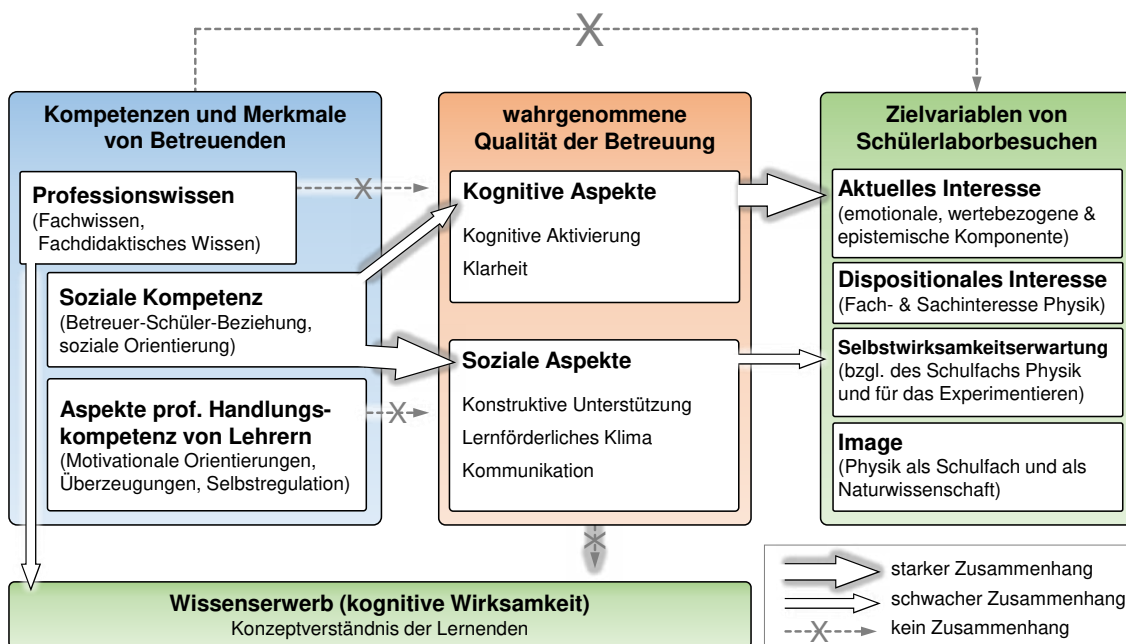 X
Kompetenzen und Merkmale
von Betreuenden
Professionswissen
(Fachwissen,
Fachdidaktisches Wissen)
X
Soziale Kompetenz
(Betreuer-Schüler-Beziehung,
soziale Orientierung)
Aspekte prof. Handlungs-
kompetenz von Lehrern
(Motivationale Orientierungen,
Überzeugungen, Selbstregulation)
X
wahrgenommene
Qualität der Betreuung
Kognitive Aspekte
Kognitive Aktivierung
Klarheit
Soziale Aspekte
Konstruktive Unterstützung
Lernförderliches Klima
Kommunikation
X
Zielvariablen von
Schülerlaborbesuchen
Aktuelles Interesse
(emotionale, wertebezogene &
epistemische Komponente)
Dispositionales Interesse
(Fach- & Sachinteresse Physik)
Selbstwirksamkeitserwartung
(bzgl. des Schulfachs Physik
und für das Experimentieren)
Image
(Physik als Schulfach und als
Naturwissenschaft)
Wissenserwerb (kognitive Wirksamkeit)
Konzeptverständnis der Lernenden
starker Zusammenhang
schwacher Zusammenhang
X kein Zusammenhang